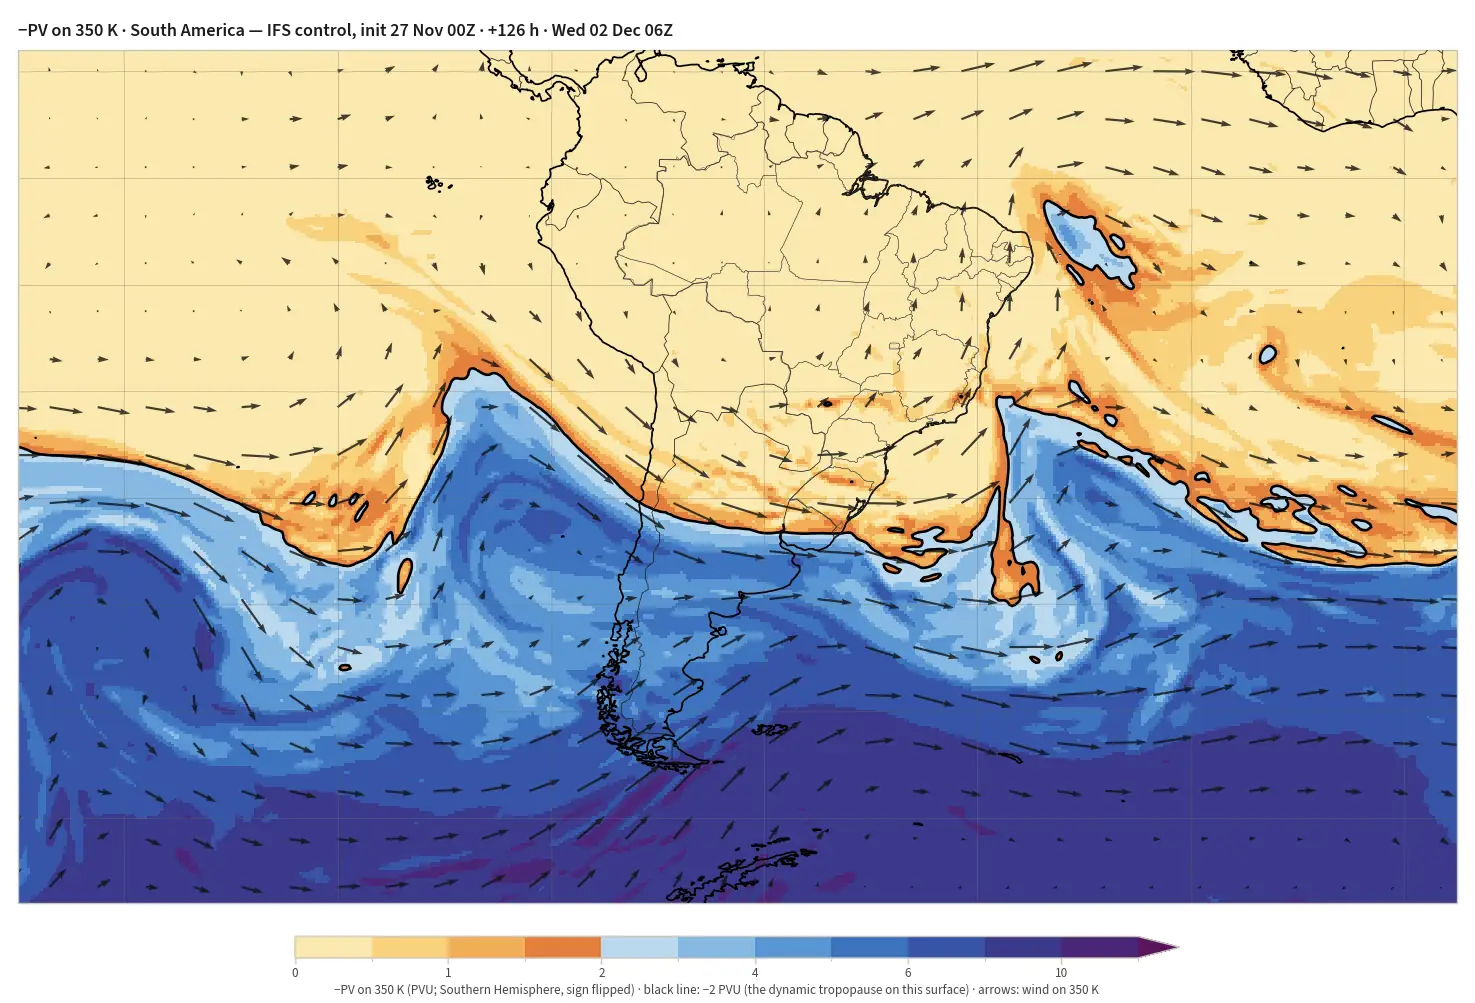 −PV on 350 K · South America — IFS control, init 27 Nov 00Z · +126 h · Wed 02 Dec 06Z
0 1 2 4 6 10
−PV on 350 K (PVU; Southern Hemisphere, sign flipped) · black line: −2 PVU (the dynamic tropopause on this surface) · arrows: wind on 350 K